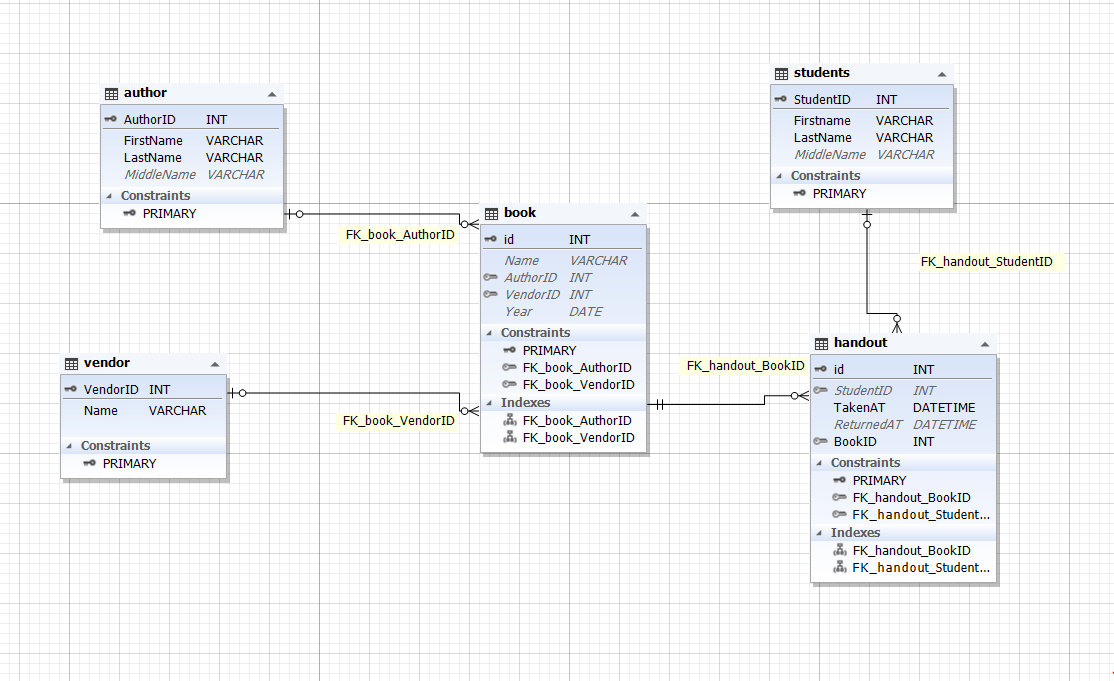 author
AuthorID INT
FirstName VARCHAR
LastName VARCHAR
MiddleName VARCHAR
Constraints
PRIMARY
FK_book_AuthorID
vendor
VendorID INT
Name VARCHAR
Constraints
PRIMARY
FK_book_VendorID
book
id INT
Name VARCHAR
AuthorID INT
VendorID INT
Year DATE
Constraints
PRIMARY
FK_book_AuthorID
FK_book_VendorID
Indexes
FK_book_AuthorID
FK_book_VendorID
students
StudentID INT
Firstname VARCHAR
LastName VARCHAR
MiddleName VARCHAR
Constraints
PRIMARY
FK_handout_StudentID
FK_handout_BookID
handout
id INT
StudentID INT
TakenAT DATETIME
ReturnedAT DATETIME
BookID INT
Constraints
PRIMARY
FK_handout_BookID
FK_handout_Student...
Indexes
FK_handout_BookID
FK_handout_Student...